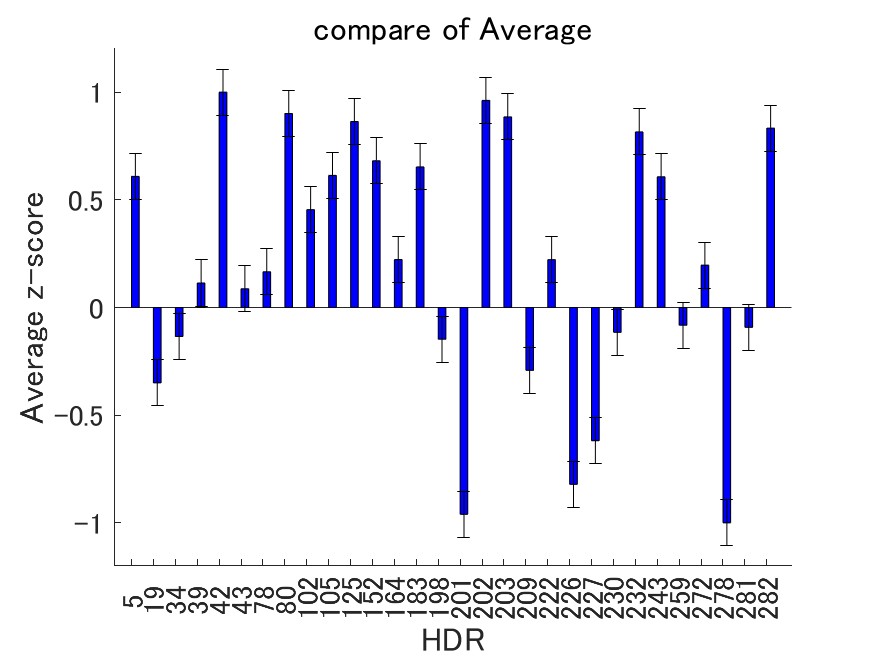 compare of Average
Average z-score
1
0.5
0
−0.5
−1
5 19 34 39 42 43 78 80 102 105 125 152 164 183 198 201 202 203 209 222 226 227 230 232 243 259 272 278 281 282
HDR